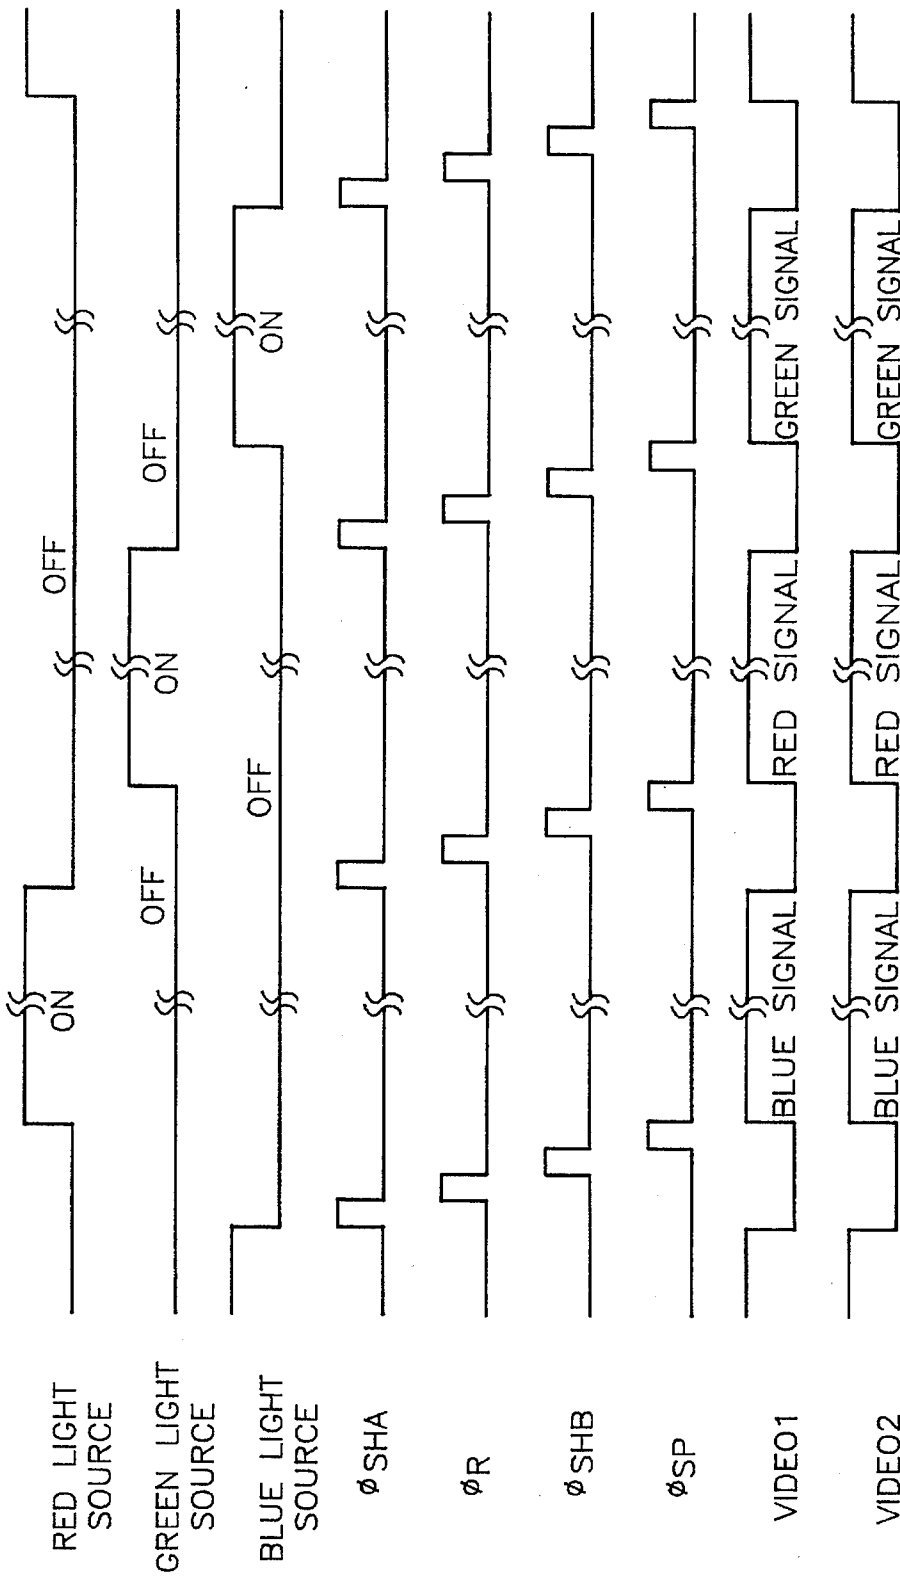 RED LIGHT
SOURCE
ON
OFF
GREEN LIGHT
SOURCE
OFF
ON
OFF
BLUE LIGHT
SOURCE
OFF
ON
øSHA
øR
øSHB
øSP
VIDEO1
BLUE SIGNAL
RED SIGNAL
GREEN SIGNAL
VIDEO2
BLUE SIGNAL
RED SIGNAL
GREEN SIGNAL